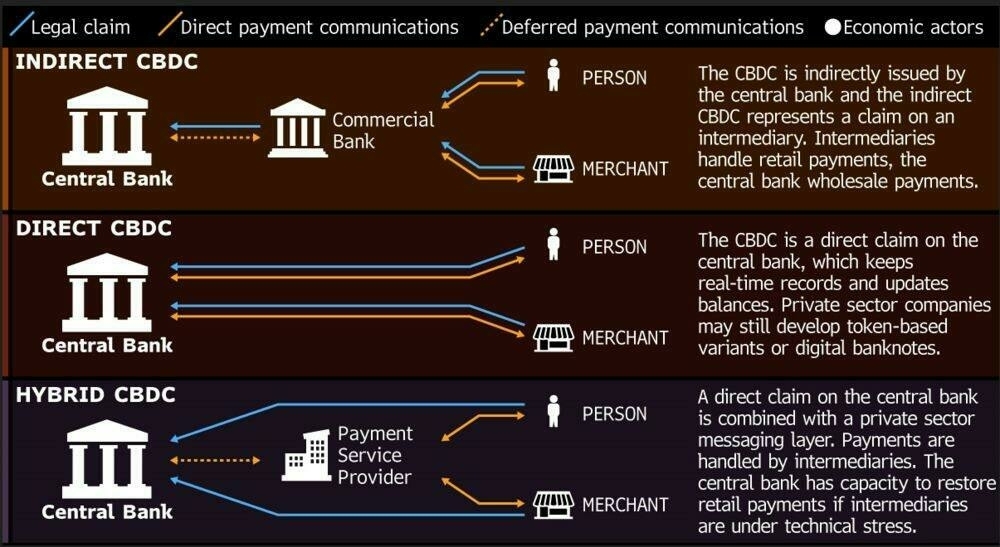 Legal claim
Direct payment communications
Deferred payment communications
Economic actors
INDIRECT CBDC
Central Bank
Commercial
Bank
PERSON
MERCHANT
The CBDC is indirectly issued by
the central bank and the indirect
CBDC represents a claim on an
intermediary. Intermediaries
handle retail payments, the
central bank wholesale payments.
DIRECT CBDC
Central Bank
PERSON
MERCHANT
The CBDC is a direct claim on the
central bank, which keeps
real-time records and updates
balances. Private sector companies
may still develop token-based
variants or digital banknotes.
HYBRID CBDC
Central Bank
Payment
Service
Provider
PERSON
MERCHANT
A direct claim on the central bank
is combined with a private sector
messaging layer. Payments are
handled by intermediaries. The
central bank has capacity to restore
retail payments if intermediaries
are under technical stress.